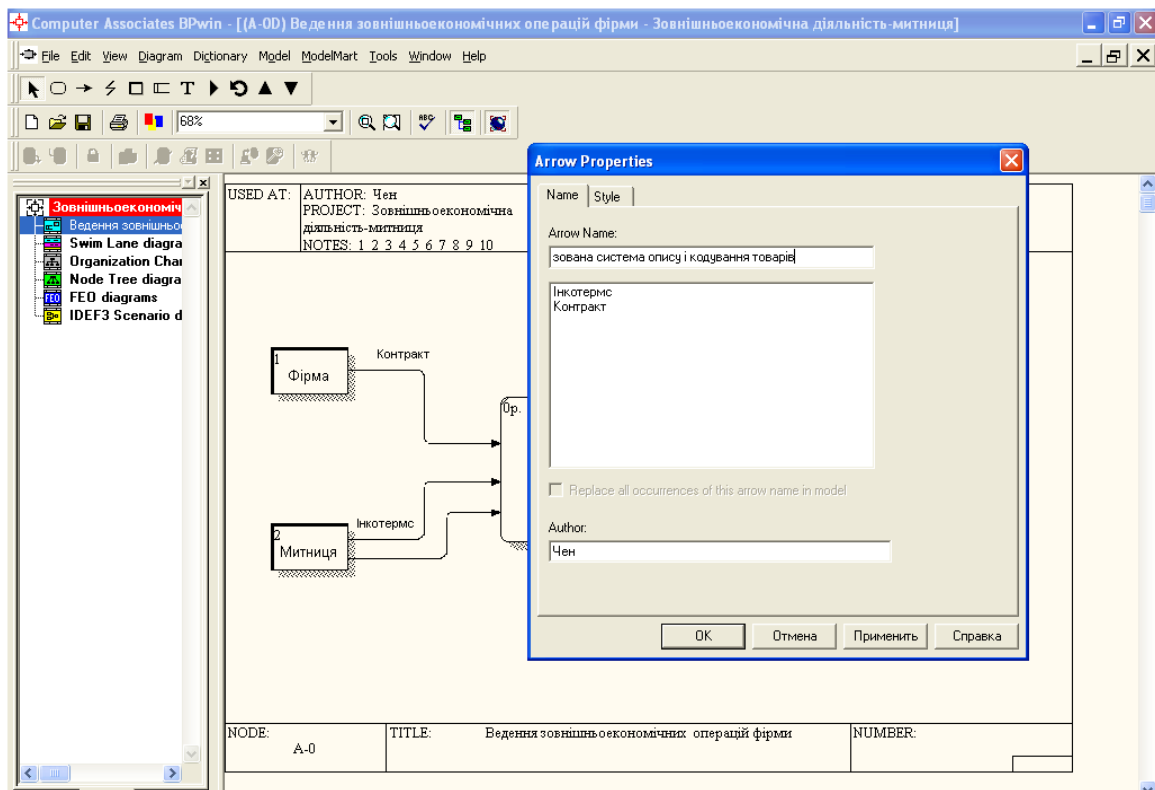 Computer Associates BPwin - [(A-0D) Ведення зовнішньоекономічних операцій фірми - Зовнішньоекономічна діяльність-митниця]
File Edit View Diagram Dictionary Model ModelMart Tools Window Help
T
68%
ABC
Зовнішньоекономіч
Ведення зовнішньо
Swim Lane diagra
Organization Char
Node Tree diagra
FEO FEO diagrams
IDEF3 Scenario d
USED AT:
AUTHOR: Чен
PROJECT: Зовнішньоекономічна
діяльність-митниця
NOTES: 1 2 3 4 5 6 7 8 9 10
1
Фірма
Контракт
0р.
2
Митниця
Інкотермс
Arrow Properties
Name Style
Arrow Name:
зована система опису і кодування товарів
Інкотермс
Контракт
Replace all occurrences of this arrow name in model
Author:
Чен
OK Отмена Применить Справка
NODE:
A-0
TITLE:
Ведення зовнішньоекономічних операцій фірми
NUMBER: